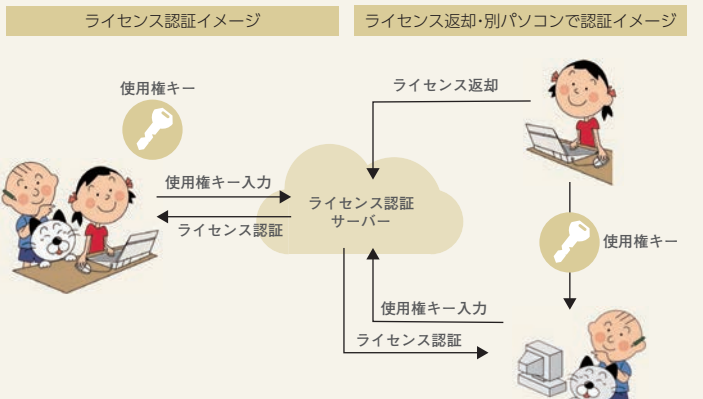 ライセンス認証イメージ
ライセンス返却・別パソコンで認証イメージ
使用権キー
使用権キー入力
ライセンス認証
ライセンス認証
サーバー
ライセンス返却
使用権キー
使用権キー入力
ライセンス認証